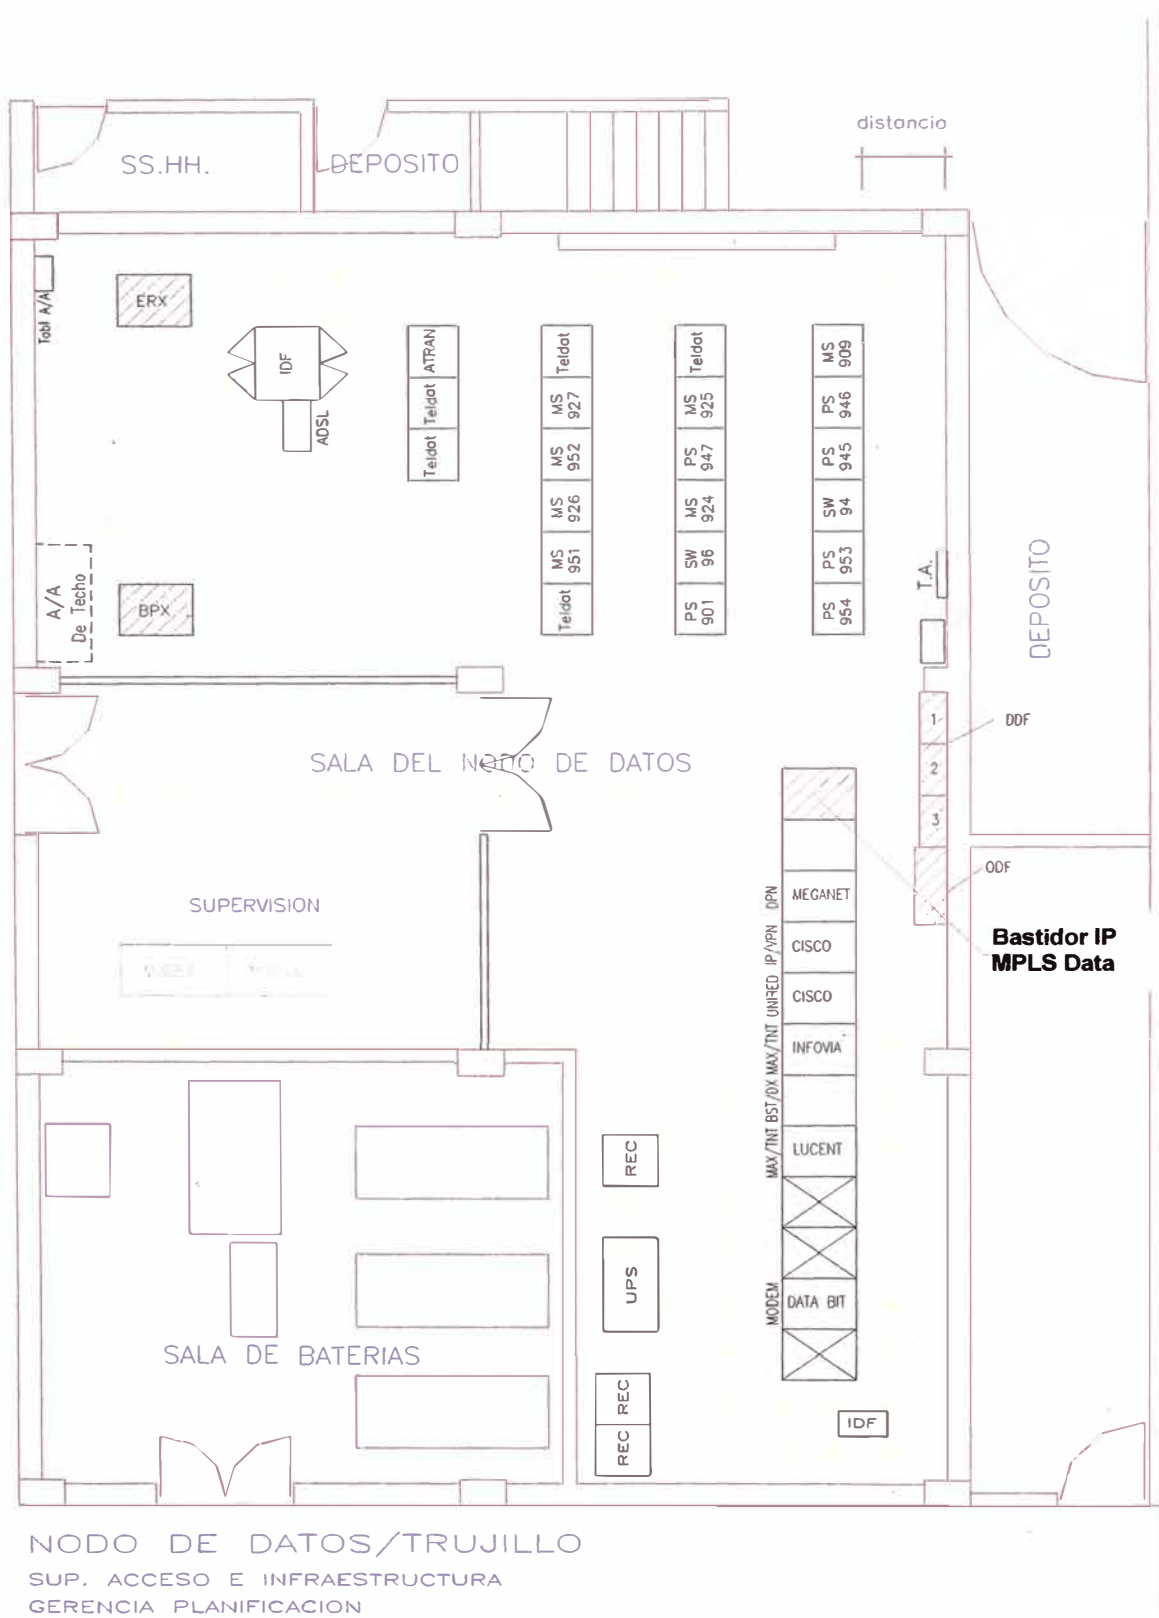 distancia
SS.HH.
DEPOSITO
Tabl A/A
ERX
IDF
ADSL
ATRAN
Teldat
Teldat
Teldat
MS 927
MS 952
MS 926
MS 951
Teldat
Teldat
MS 925
PS 947
MS 924
SW 96
PS 901
MS 909
PS 946
PS 945
SW 94
PS 953
PS 954
A/A
De Techo
BPX
T.A.
DEPOSITO
1
2
3
DDF
SALA DEL NODO DE DATOS
ODF
Bastidor IP
MPLS Data
SUPERVISION
DPN
MEGANET
IP/VPN
CISCO
UNIRED
CISCO
MAX/TNT
INFOVIA
BST/DX
MAX/TNT
LUCENT
MODEM
DATA BIT
REC
UPS
REC
REC
IDF
SALA DE BATERIAS
NODO DE DATOS/TRUJILLO
SUP. ACCESO E INFRAESTRUCTURA
GERENCIA PLANIFICACION